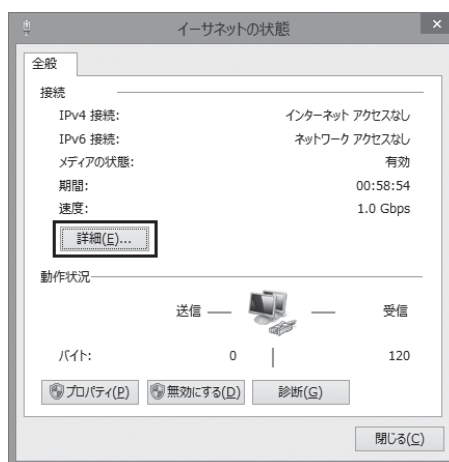 イーサネットの状態
全般
接続
IPv4 接続: インターネット アクセスなし
IPv6 接続: ネットワーク アクセスなし
メディアの状態: 有効
期間: 00:58:54
速度: 1.0 Gbps
詳細(E)...
動作状況
送信 受信
バイト: 0 120
プロパティ(P) 無効にする(D) 診断(G)
閉じる(C)